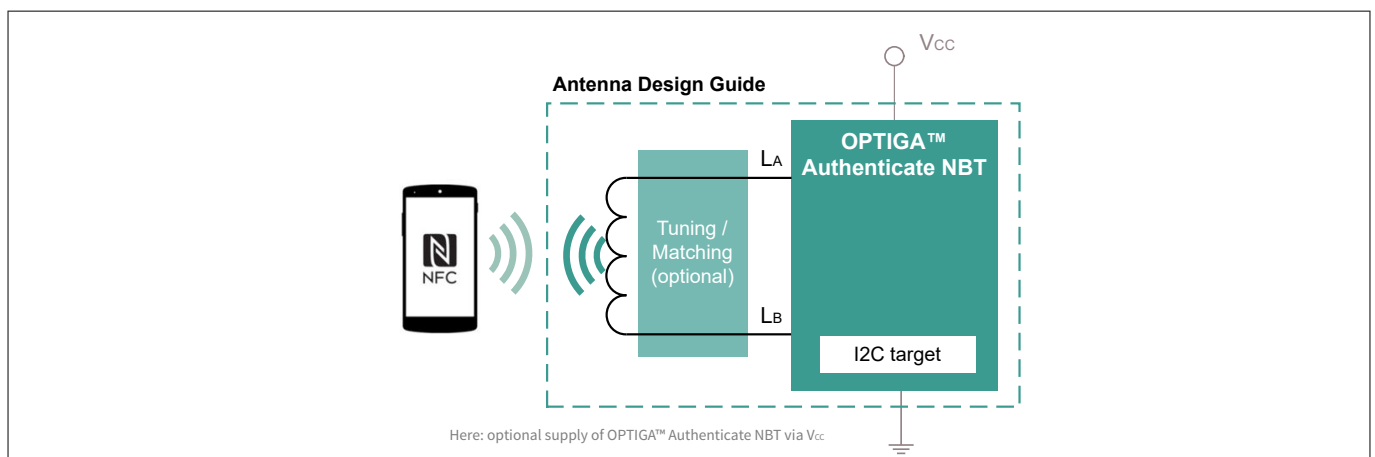 Vcc
Antenna Design Guide
OPTIGA™
Authenticate NBT
LA
Tuning /
Matching
(optional)
NFC
LB
I2C target
Here: optional supply of OPTIGA™ Authenticate NBT via Vcc